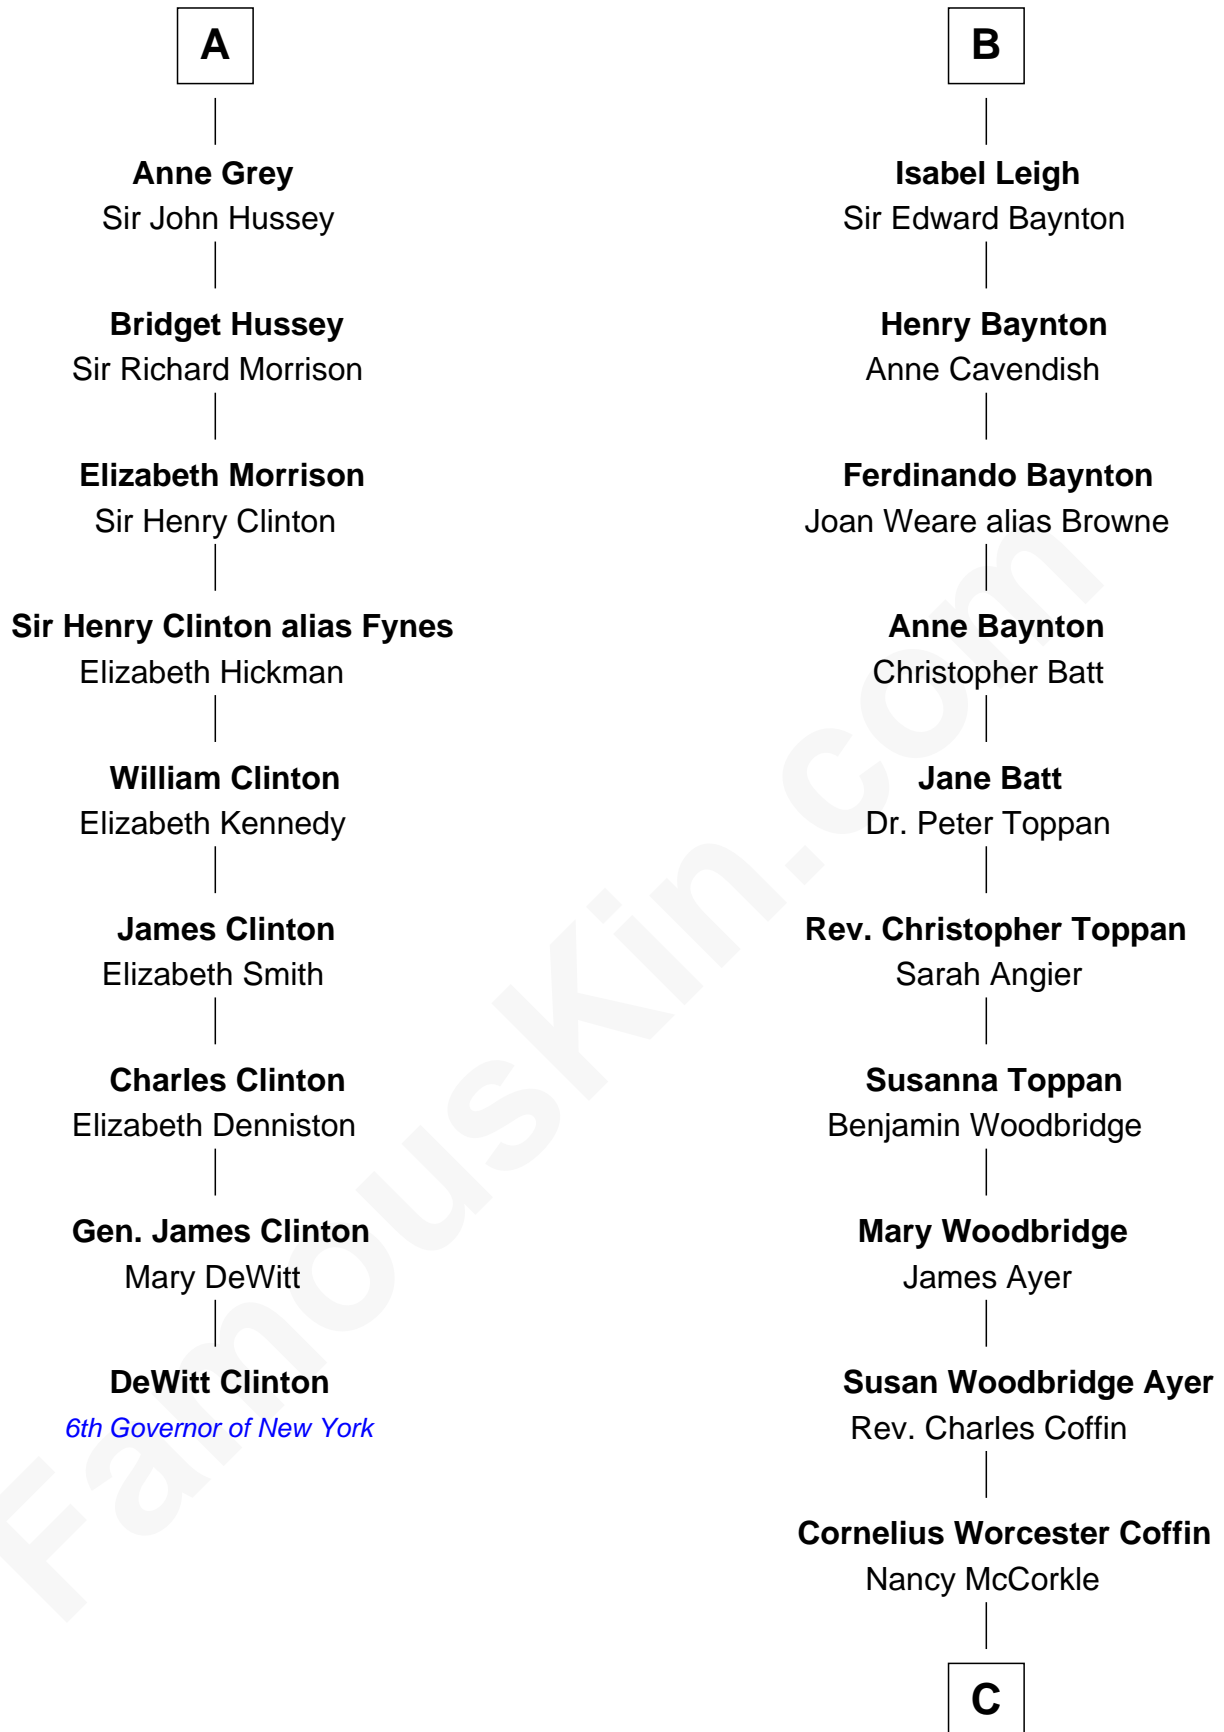 A
Anne Grey
Sir John Hussey
Bridget Hussey
Sir Richard Morrison
Elizabeth Morrison
Sir Henry Clinton
Sir Henry Clinton alias Fynes
Elizabeth Hickman
William Clinton
Elizabeth Kennedy
James Clinton
Elizabeth Smith
Charles Clinton
Elizabeth Denniston
Gen. James Clinton
Mary DeWitt
DeWitt Clinton
6th Governor of New York
B
Isabel Leigh
Sir Edward Baynton
Henry Baynton
Anne Cavendish
Ferdinando Baynton
Joan Weare alias Browne
Anne Baynton
Christopher Batt
Jane Batt
Dr. Peter Toppan
Rev. Christopher Toppan
Sarah Angier
Susanna Toppan
Benjamin Woodbridge
Mary Woodbridge
James Ayer
Susan Woodbridge Ayer
Rev. Charles Coffin
Cornelius Worcester Coffin
Nancy McCorkle
C
FamousKin.com